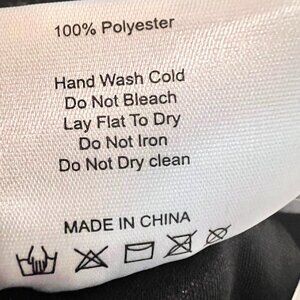 100% Polyester
Hand Wash Cold
Do Not Bleach
Lay Flat To Dry
Do Not Iron
Do Not Dry clean
MADE IN CHINA